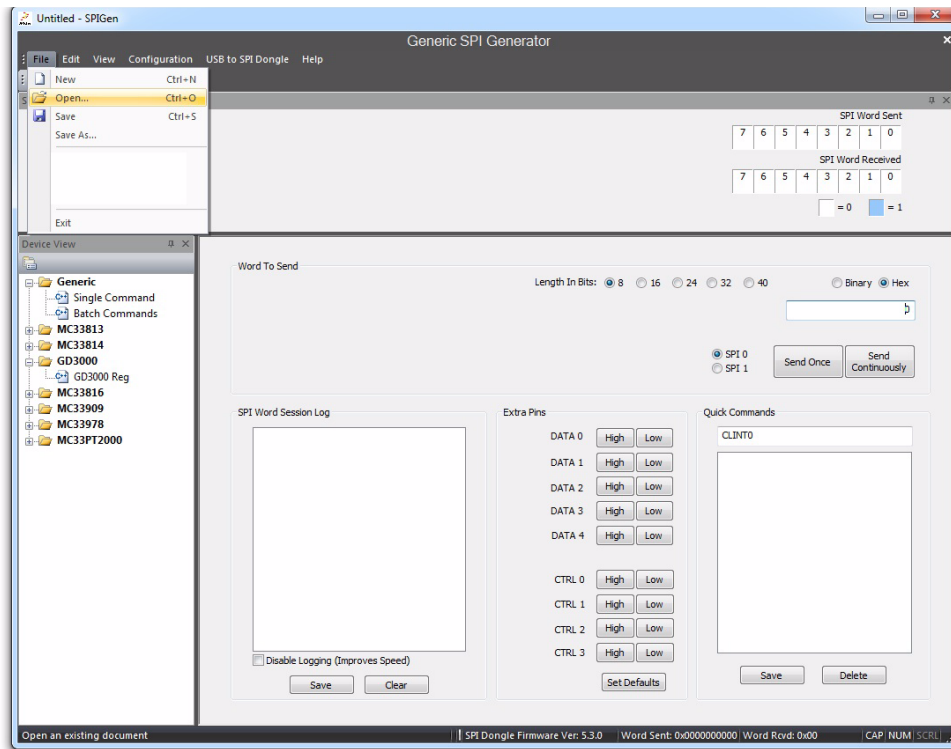 Untitled - SPIGen
Generic SPI Generator
File Edit View Configuration USB to SPI Dongle Help
New Ctrl+N
Open... Ctrl+O
Save Ctrl+S
Save As...
Exit
SPI Word Sent
7 6 5 4 3 2 1 0
SPI Word Received
7 6 5 4 3 2 1 0
= 0 = 1
Device View
Generic
Single Command
Batch Commands
MC33813
MC33814
GD3000
GD3000 Reg
MC33816
MC33909
MC33978
MC33PT2000
Word To Send
Length In Bits: 8 16 24 32 40 Binary Hex
SPI 0
SPI 1
Send Once
Send Continuously
SPI Word Session Log
Disable Logging (Improves Speed)
Save Clear
Extra Pins
DATA 0 High Low
DATA 1 High Low
DATA 2 High Low
DATA 3 High Low
DATA 4 High Low
CTRL 0 High Low
CTRL 1 High Low
CTRL 2 High Low
CTRL 3 High Low
Set Defaults
Quick Commands
CLINT0
Save Delete
Open an existing document
SPI Dongle Firmware Ver: 5.3.0 Word Sent: 0x0000000000 Word Rcvd: 0x00 CAP NUM SCRL